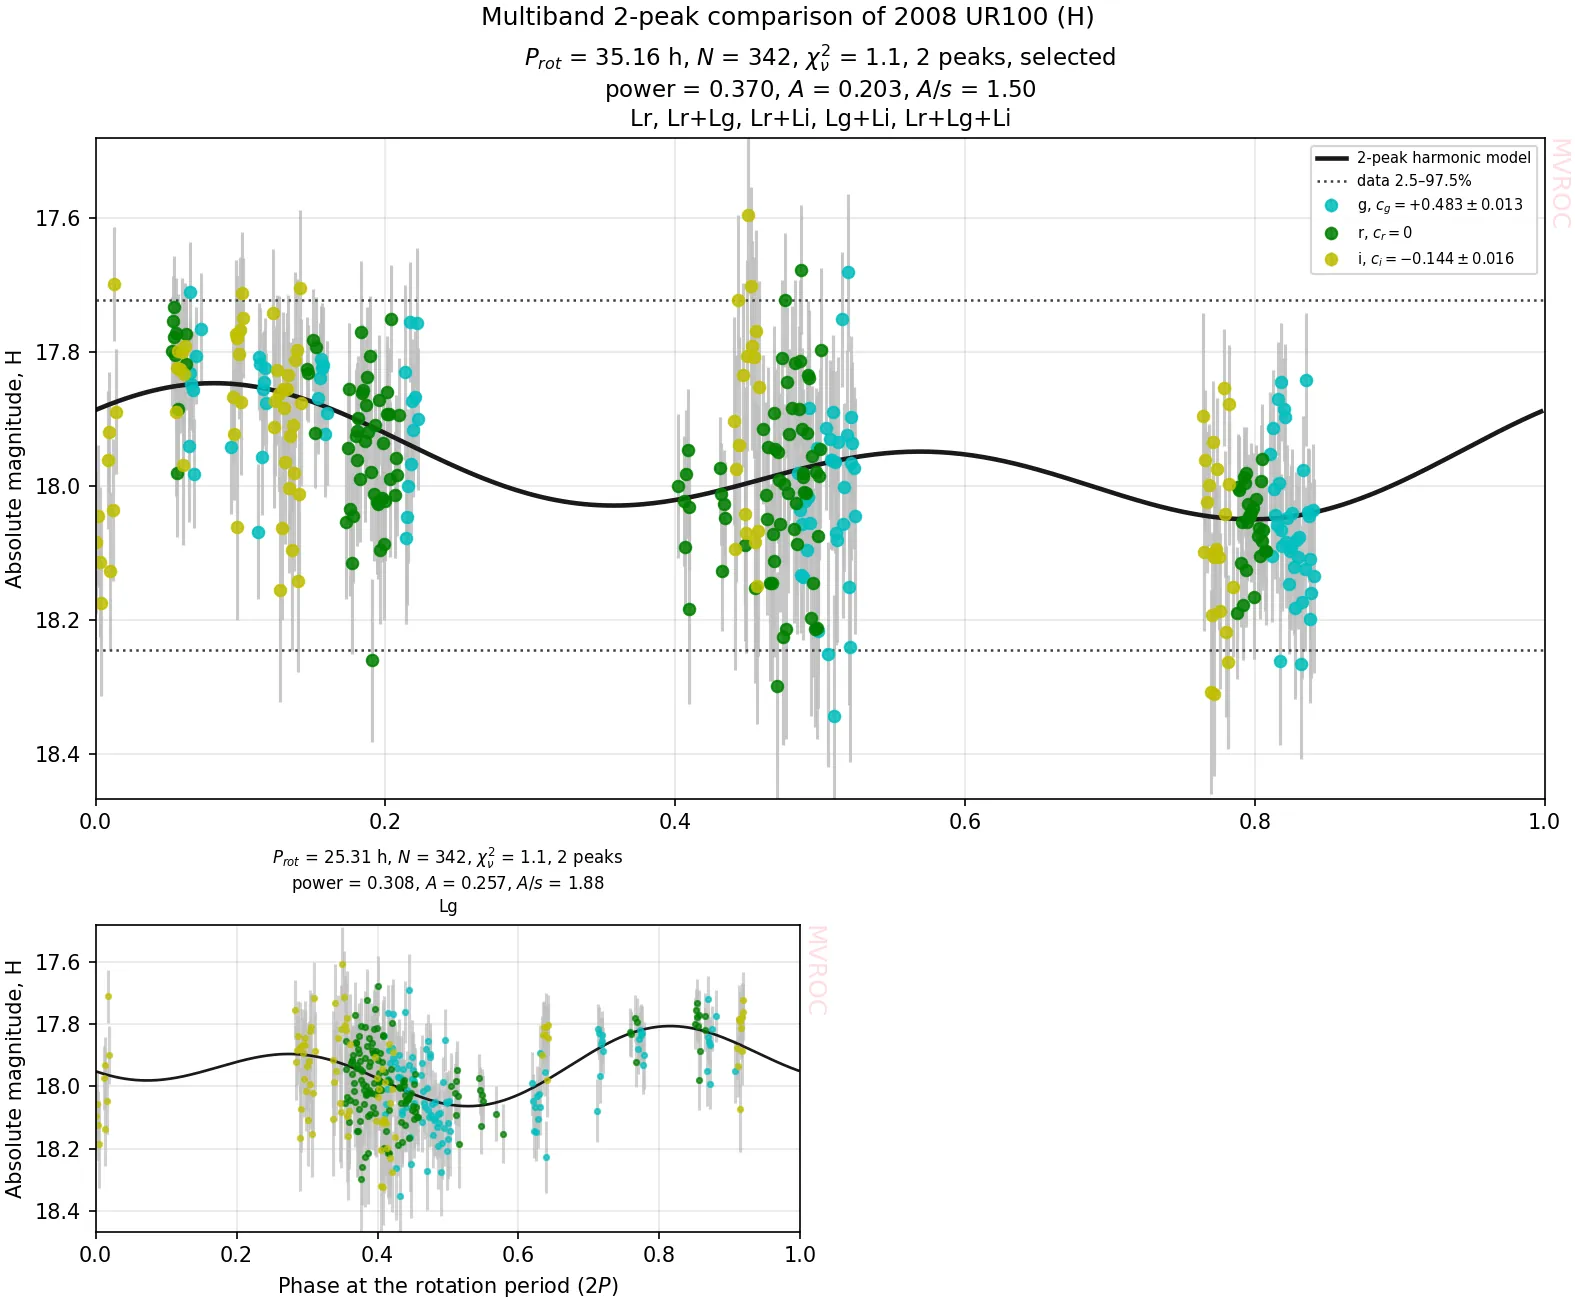 Multiband 2-peak comparison of 2008 UR100 (H)
P_rot = 35.16 h, N = 342, χ²_ν = 1.1, 2 peaks, selected
power = 0.370, A = 0.203, A/s = 1.50
Lr, Lr+Lg, Lr+Li, Lg+Li, Lr+Lg+Li
2-peak harmonic model
data 2.5–97.5%
g, c_g = +0.483 ± 0.013
r, c_r = 0
i, c_i = −0.144 ± 0.016
MVROC
Absolute magnitude, H
17.6
17.8
18.0
18.2
18.4
0.0 0.2 0.4 0.6 0.8 1.0
P_rot = 25.31 h, N = 342, χ²_ν = 1.1, 2 peaks
power = 0.308, A = 0.257, A/s = 1.88
Lg
MVROC
Absolute magnitude, H
17.6
17.8
18.0
18.2
18.4
0.0 0.2 0.4 0.6 0.8 1.0
Phase at the rotation period (2P)